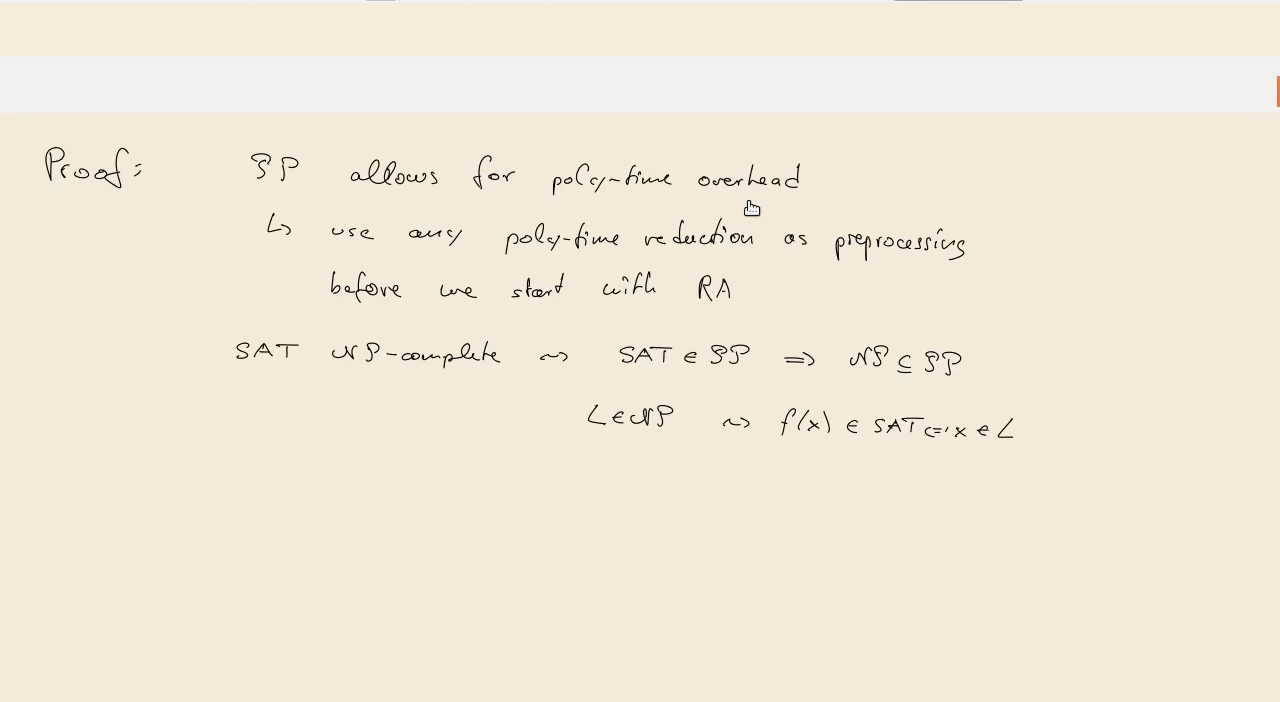 Proof: PP allows for poly-time overhead
↳ use any poly-time reduction as preprocessing
before we start with RA
SAT NP-complete ⇝ SAT ∈ PP ⇒ NP ⊆ PP
L ∈ NP ⇝ f(x) ∈ SAT ⇔ x ∈ L